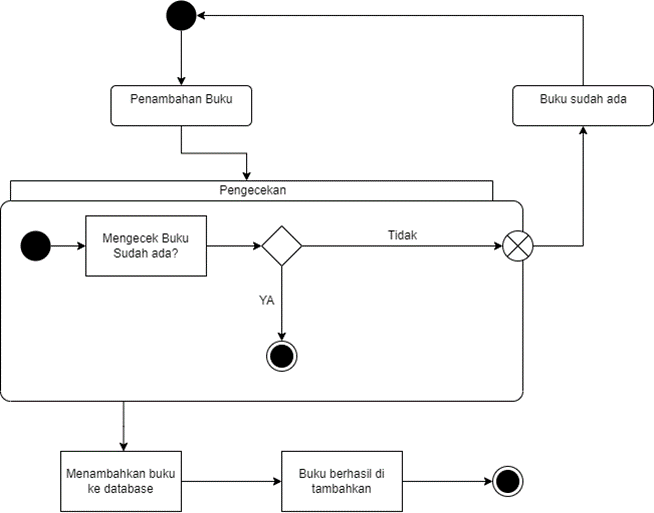 Penambahan Buku
Buku sudah ada
Pengecekan
Mengecek Buku
Sudah ada?
Tidak
YA
Menambahkan buku
ke database
Buku berhasil di
tambahkan